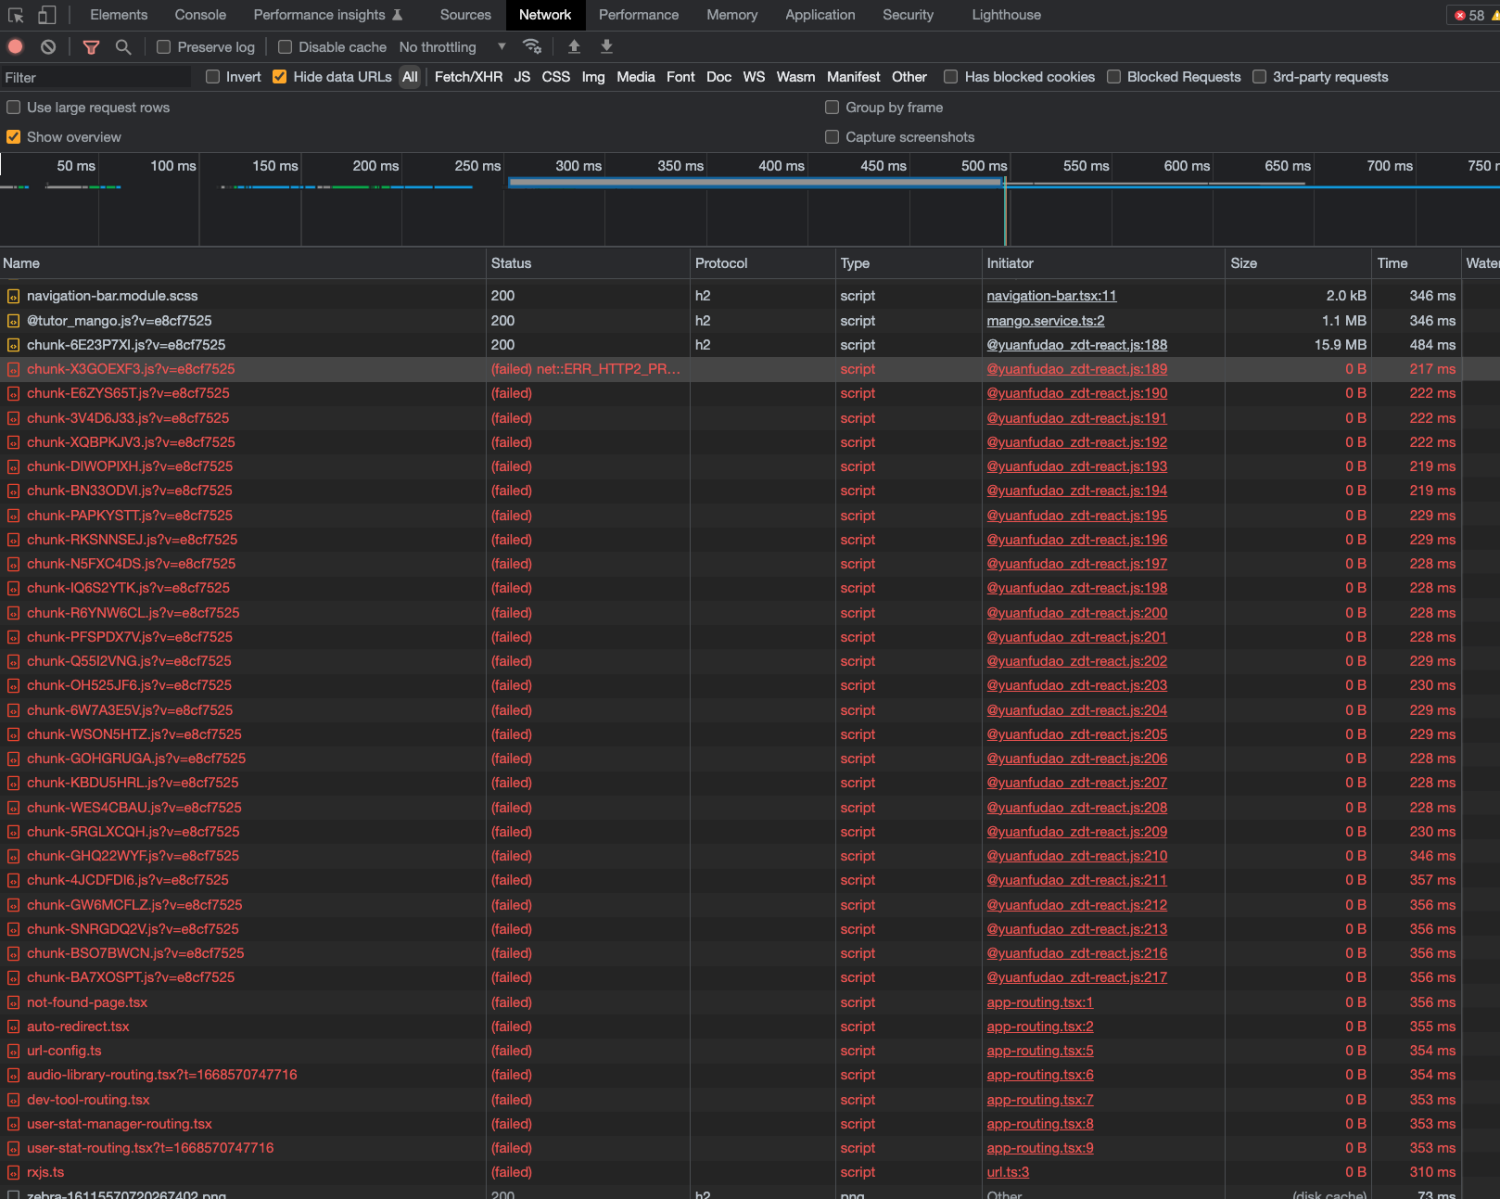 Elements Console Performance insights Sources Network Performance Memory Application Security Lighthouse 58
Preserve log Disable cache No throttling
Filter Invert Hide data URLs All Fetch/XHR JS CSS Img Media Font Doc WS Wasm Manifest Other Has blocked cookies Blocked Requests 3rd-party requests
Use large request rows Group by frame
Show overview Capture screenshots
50 ms 100 ms 150 ms 200 ms 250 ms 300 ms 350 ms 400 ms 450 ms 500 ms 550 ms 600 ms 650 ms 700 ms 750
Name Status Protocol Type Initiator Size Time Water
navigation-bar.module.scss 200 h2 script navigation-bar.tsx:11 2.0 kB 346 ms
@tutor_mango.js?v=e8cf7525 200 h2 script mango.service.ts:2 1.1 MB 346 ms
chunk-6E23P7XI.js?v=e8cf7525 200 h2 script @yuanfudao_zdt-react.js:188 15.9 MB 484 ms
chunk-X3GOEXF3.js?v=e8cf7525 (failed) net::ERR_HTTP2_PR... script @yuanfudao_zdt-react.js:189 0 B 217 ms
chunk-E6ZYS65T.js?v=e8cf7525 (failed) script @yuanfudao_zdt-react.js:190 0 B 222 ms
chunk-3V4D6J33.js?v=e8cf7525 (failed) script @yuanfudao_zdt-react.js:191 0 B 222 ms
chunk-XQBPKJV3.js?v=e8cf7525 (failed) script @yuanfudao_zdt-react.js:192 0 B 222 ms
chunk-DIWOPIXH.js?v=e8cf7525 (failed) script @yuanfudao_zdt-react.js:193 0 B 219 ms
chunk-BN33ODVI.js?v=e8cf7525 (failed) script @yuanfudao_zdt-react.js:194 0 B 219 ms
chunk-PAPKYSTT.js?v=e8cf7525 (failed) script @yuanfudao_zdt-react.js:195 0 B 229 ms
chunk-RKSNNSEJ.js?v=e8cf7525 (failed) script @yuanfudao_zdt-react.js:196 0 B 229 ms
chunk-N5FXC4DS.js?v=e8cf7525 (failed) script @yuanfudao_zdt-react.js:197 0 B 228 ms
chunk-IQ6S2YTK.js?v=e8cf7525 (failed) script @yuanfudao_zdt-react.js:198 0 B 228 ms
chunk-R6YNW6CL.js?v=e8cf7525 (failed) script @yuanfudao_zdt-react.js:200 0 B 228 ms
chunk-PFSPDX7V.js?v=e8cf7525 (failed) script @yuanfudao_zdt-react.js:201 0 B 228 ms
chunk-Q55I2VNG.js?v=e8cf7525 (failed) script @yuanfudao_zdt-react.js:202 0 B 229 ms
chunk-OH525JF6.js?v=e8cf7525 (failed) script @yuanfudao_zdt-react.js:203 0 B 230 ms
chunk-6W7A3E5V.js?v=e8cf7525 (failed) script @yuanfudao_zdt-react.js:204 0 B 229 ms
chunk-WSON5HTZ.js?v=e8cf7525 (failed) script @yuanfudao_zdt-react.js:205 0 B 229 ms
chunk-GOHGRUGA.js?v=e8cf7525 (failed) script @yuanfudao_zdt-react.js:206 0 B 228 ms
chunk-KBDU5HRL.js?v=e8cf7525 (failed) script @yuanfudao_zdt-react.js:207 0 B 228 ms
chunk-WES4CBAU.js?v=e8cf7525 (failed) script @yuanfudao_zdt-react.js:208 0 B 228 ms
chunk-5RGLXCQH.js?v=e8cf7525 (failed) script @yuanfudao_zdt-react.js:209 0 B 230 ms
chunk-GHQ22WYF.js?v=e8cf7525 (failed) script @yuanfudao_zdt-react.js:210 0 B 346 ms
chunk-4JCDFDI6.js?v=e8cf7525 (failed) script @yuanfudao_zdt-react.js:211 0 B 357 ms
chunk-GW6MCFLZ.js?v=e8cf7525 (failed) script @yuanfudao_zdt-react.js:212 0 B 356 ms
chunk-SNRGDQ2V.js?v=e8cf7525 (failed) script @yuanfudao_zdt-react.js:213 0 B 356 ms
chunk-BSO7BWCN.js?v=e8cf7525 (failed) script @yuanfudao_zdt-react.js:216 0 B 356 ms
chunk-BA7XOSPT.js?v=e8cf7525 (failed) script @yuanfudao_zdt-react.js:217 0 B 356 ms
not-found-page.tsx (failed) script app-routing.tsx:1 0 B 356 ms
auto-redirect.tsx (failed) script app-routing.tsx:2 0 B 355 ms
url-config.ts (failed) script app-routing.tsx:5 0 B 354 ms
audio-library-routing.tsx?t=1668570747716 (failed) script app-routing.tsx:6 0 B 354 ms
dev-tool-routing.tsx (failed) script app-routing.tsx:7 0 B 353 ms
user-stat-manager-routing.tsx (failed) script app-routing.tsx:8 0 B 353 ms
user-stat-routing.tsx?t=1668570747716 (failed) script app-routing.tsx:9 0 B 353 ms
rxjs.ts (failed) script url.ts:3 0 B 310 ms
zebra-16115570720267402.png 200 h2 png Other (disk cache) 73 ms